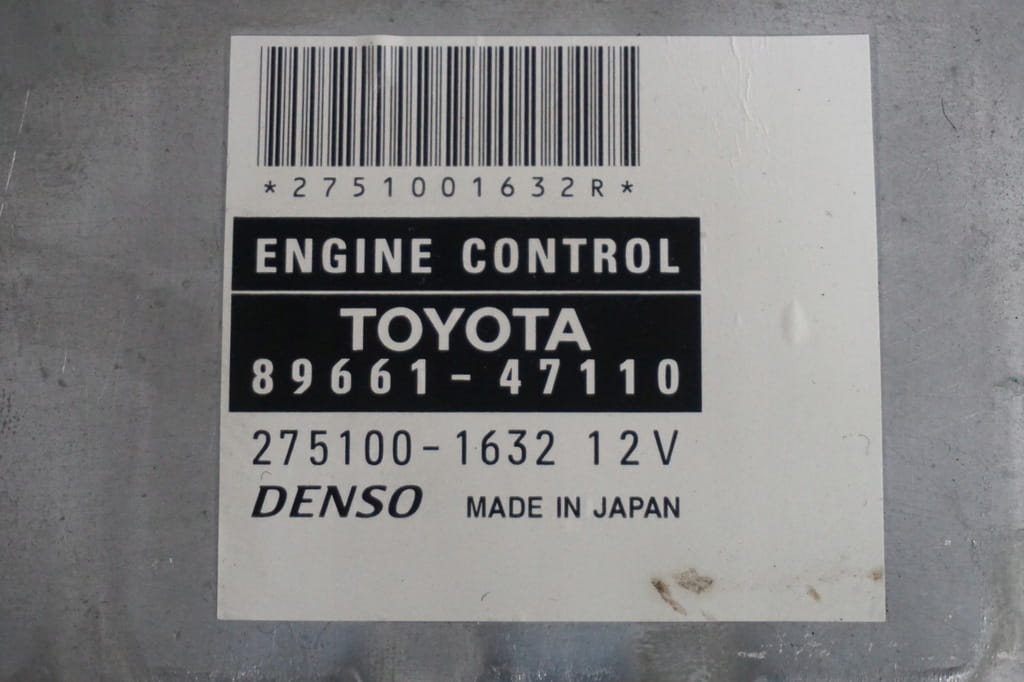 *2751001632R*
ENGINE CONTROL
TOYOTA
89661-47110
275100-1632 12V
DENSO MADE IN JAPAN